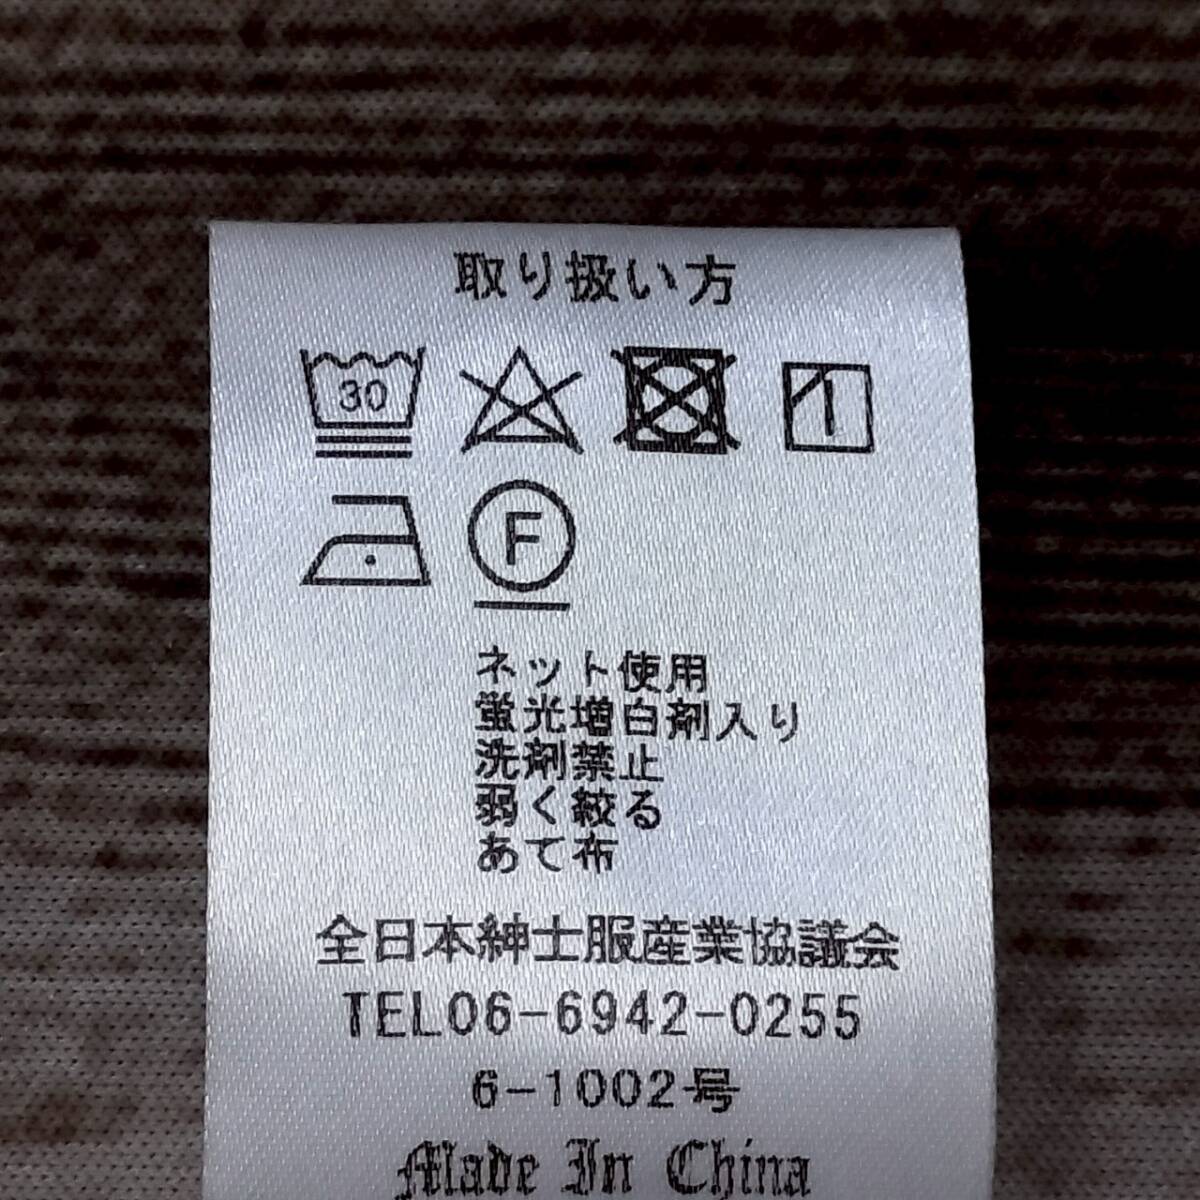 取り扱い方
30
F
ネット使用
蛍光増白剤入り
洗剤禁止
弱く絞る
あて布
全日本紳士服産業協議会
TEL06-6942-0255
6-1002号
Made In China